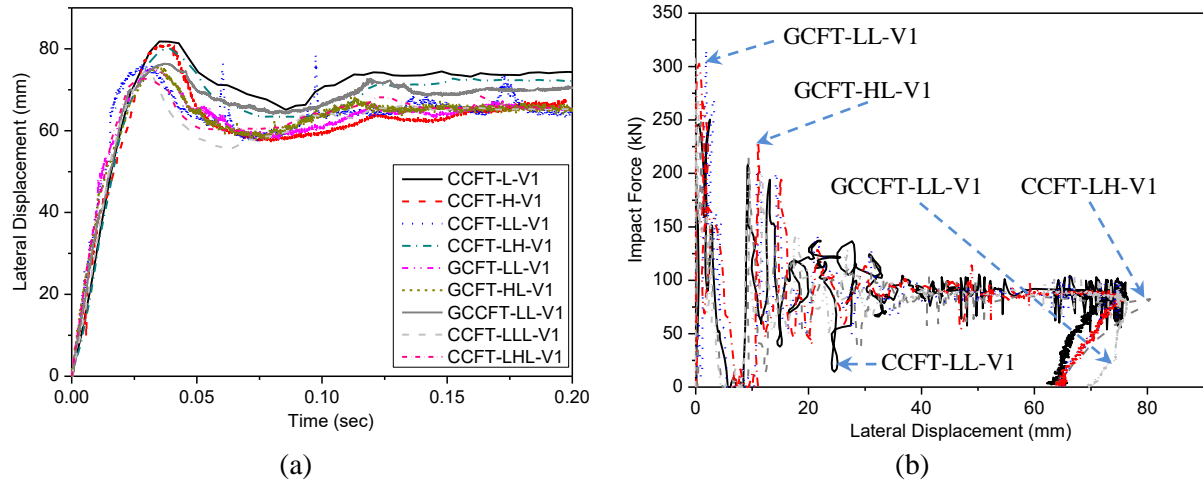 80
60
40
20
0
0.00
0.05
0.10
0.15
0.20
Lateral Displacement (mm)
Time (sec)
CCFT-L-V1
CCFT-H-V1
CCFT-LL-V1
CCFT-LH-V1
GCFT-LL-V1
GCFT-HL-V1
GCCFT-LL-V1
CCFT-LLL-V1
CCFT-LHL-V1
(a)
350
300
250
200
150
100
50
0
0
20
40
60
80
Impact Force (kN)
Lateral Displacement (mm)
GCFT-LL-V1
GCFT-HL-V1
GCCFT-LL-V1
CCFT-LH-V1
CCFT-LL-V1
(b)